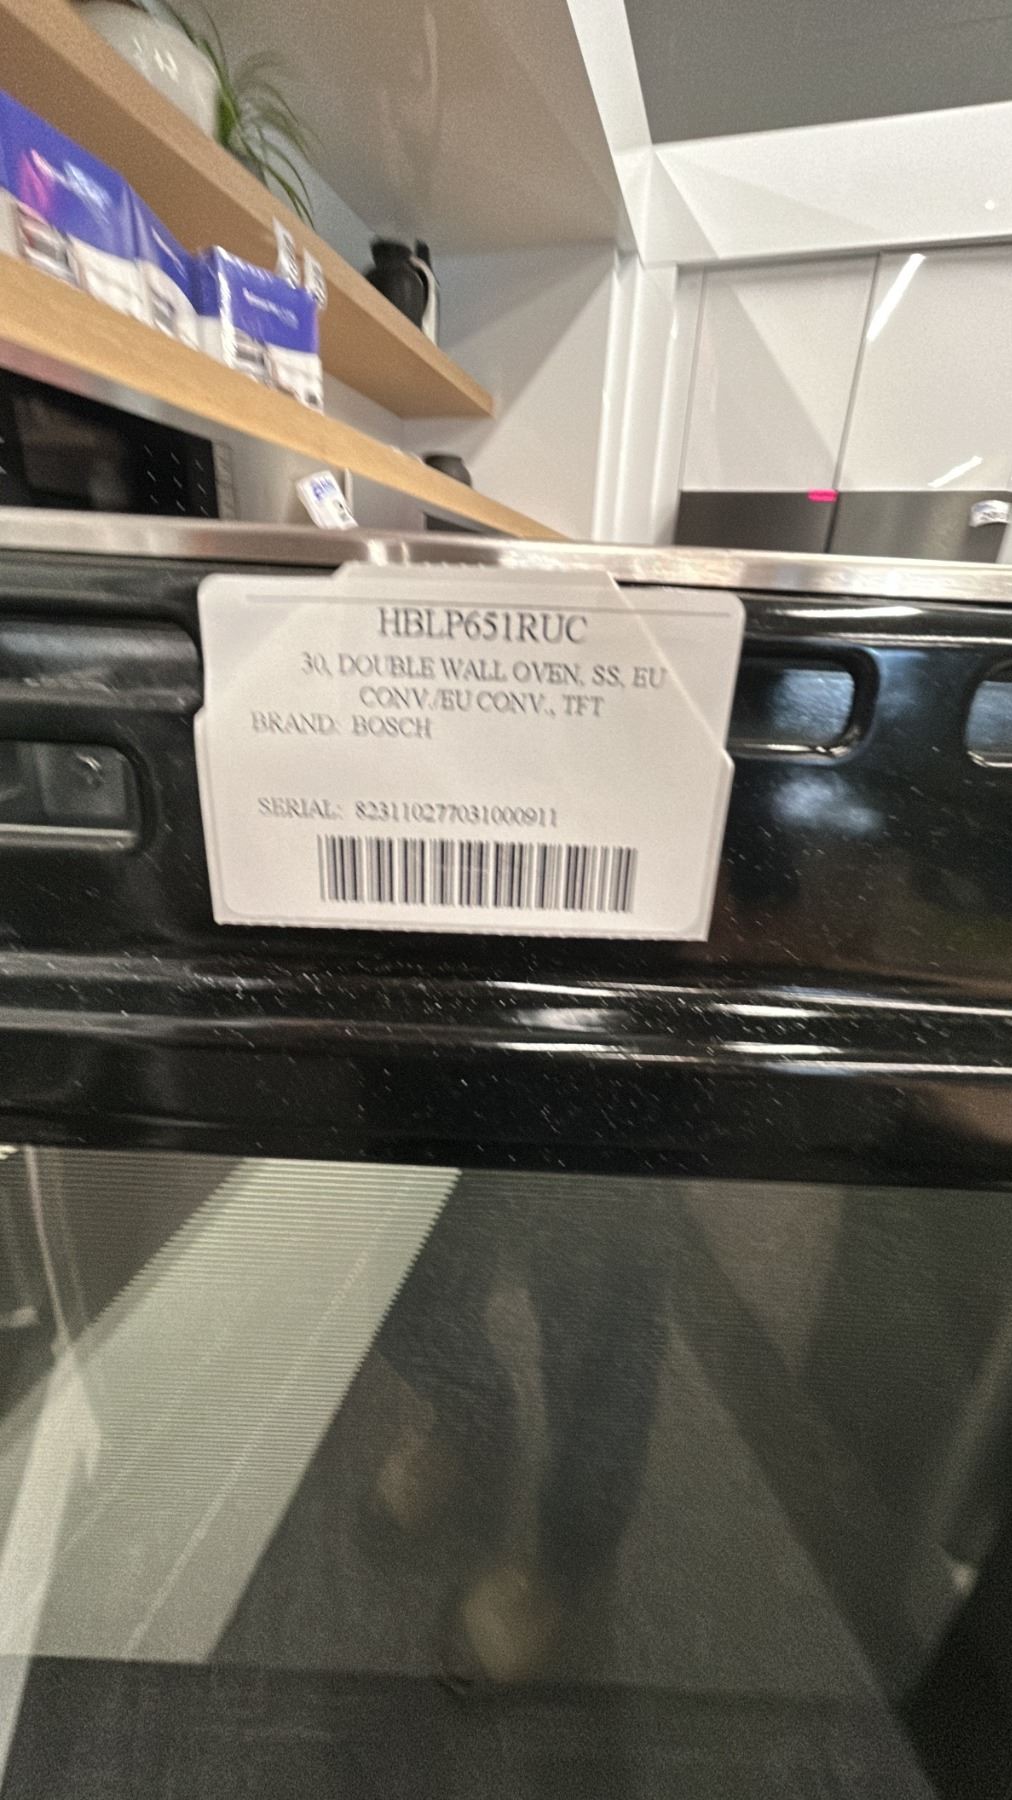 HBLP651RUC
30, DOUBLE WALL OVEN, SS, EU
CONV./EU CONV., TFT
BRAND: BOSCH
SERIAL: 823110277031000911